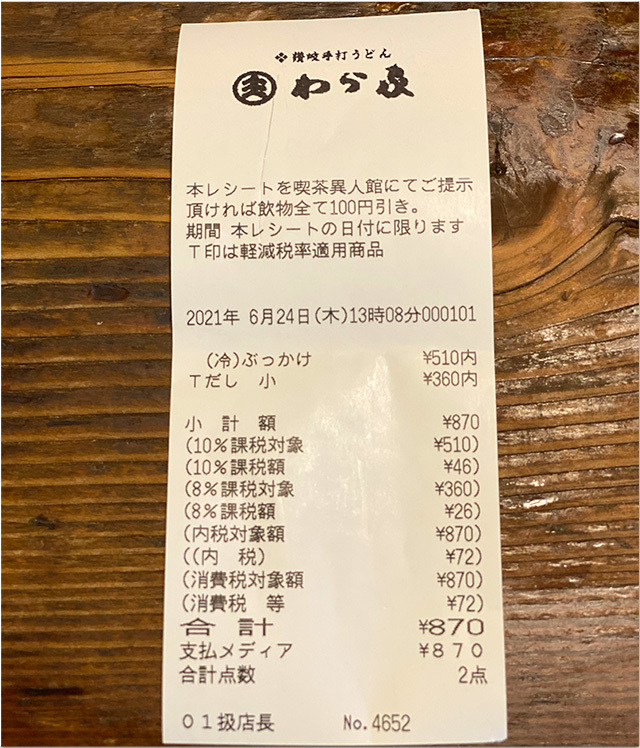 讃岐手打うどん
実 わら家
本レシートを喫茶異人館にてご提示
頂ければ飲物全て100円引き。
期間 本レシートの日付に限ります
T印は軽減税率適用商品
2021年 6月24日(木)13時08分000101
(冷)ぶっかけ ¥510内
Tだし 小 ¥360内
小 計 額 ¥870
(10%課税対象 ¥510)
(10%課税額 ¥46)
(8%課税対象 ¥360)
(8%課税額 ¥26)
(内税対象額 ¥870)
((内 税) ¥72)
(消費税対象額 ¥870)
(消費税 等 ¥72)
合 計 ¥870
支払メディア ¥870
合計点数 2点
01扱店長 No.4652